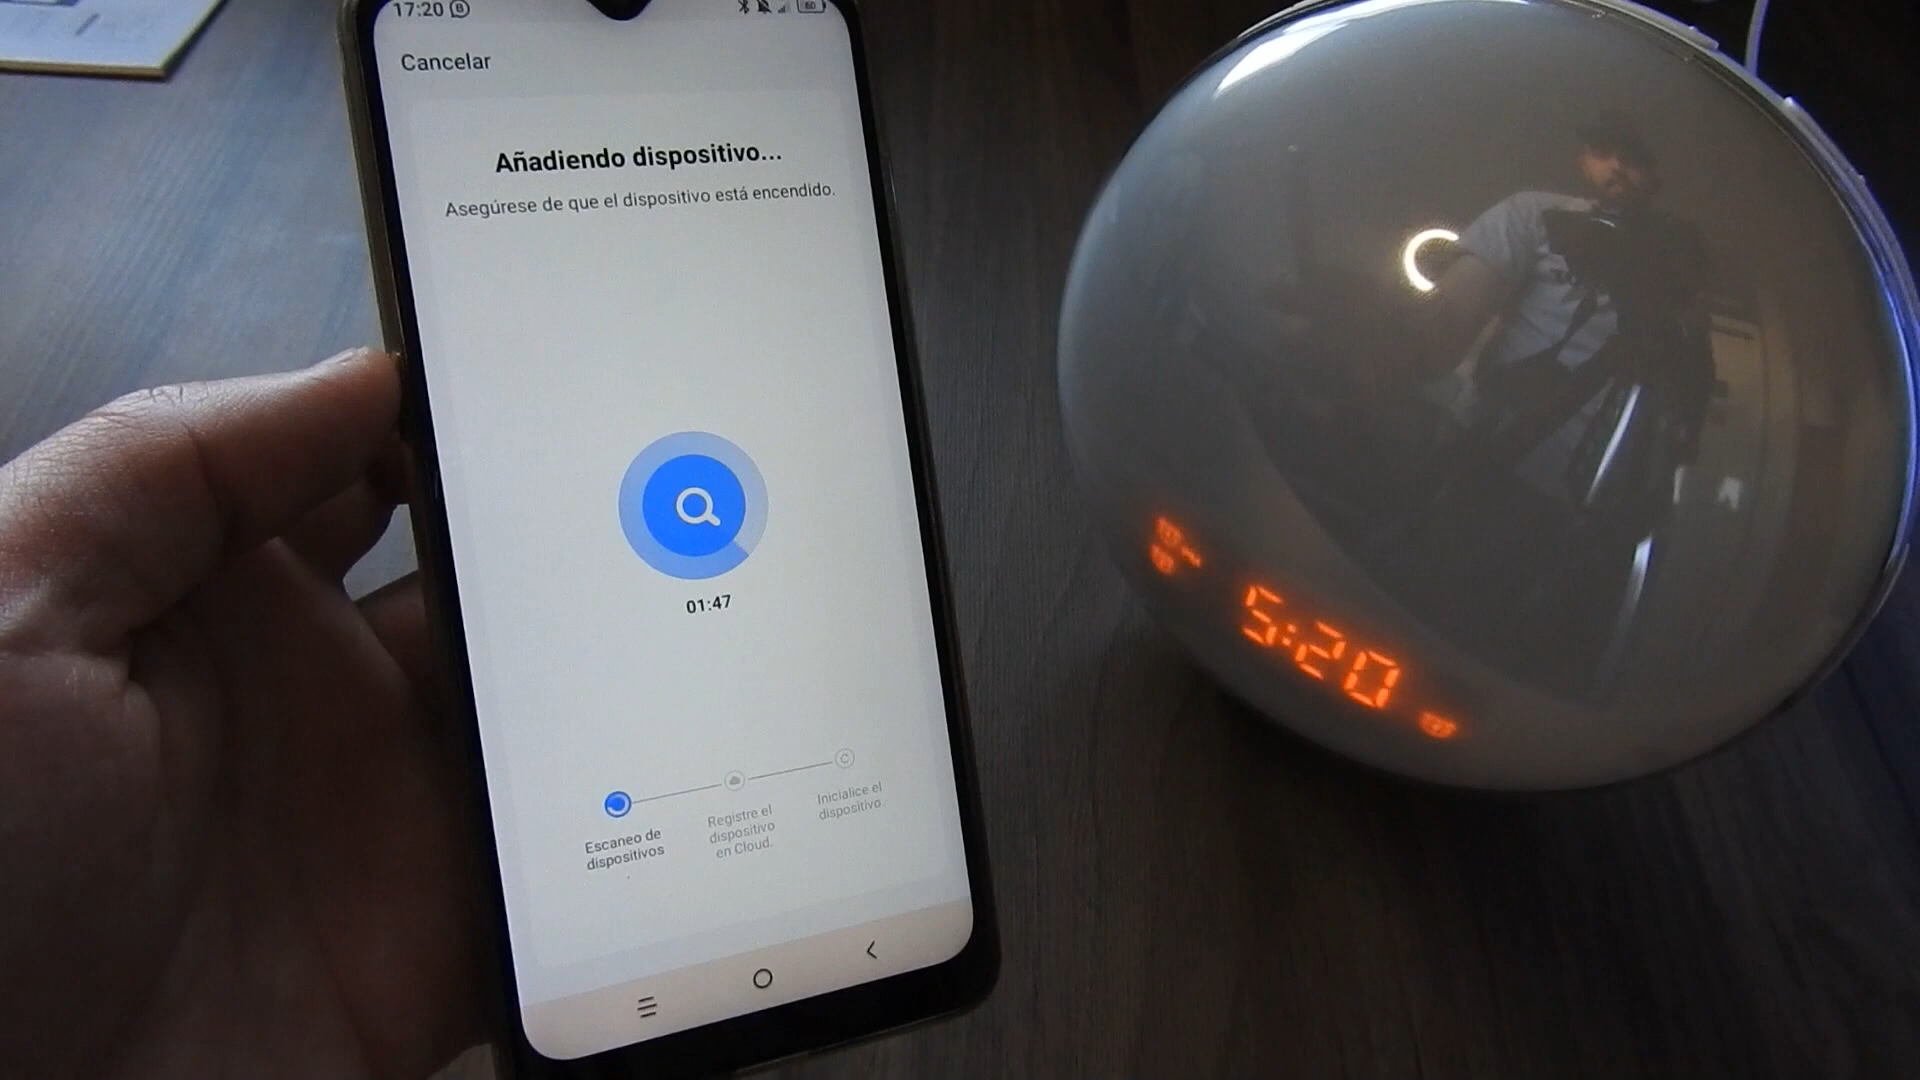 17:20
60
Cancelar
Añadiendo dispositivo...
Asegúrese de que el dispositivo está encendido.
01:47
Escaneo de
dispositivos
Registre el
dispositivo
en Cloud.
Inicialice el
dispositivo.
5:20